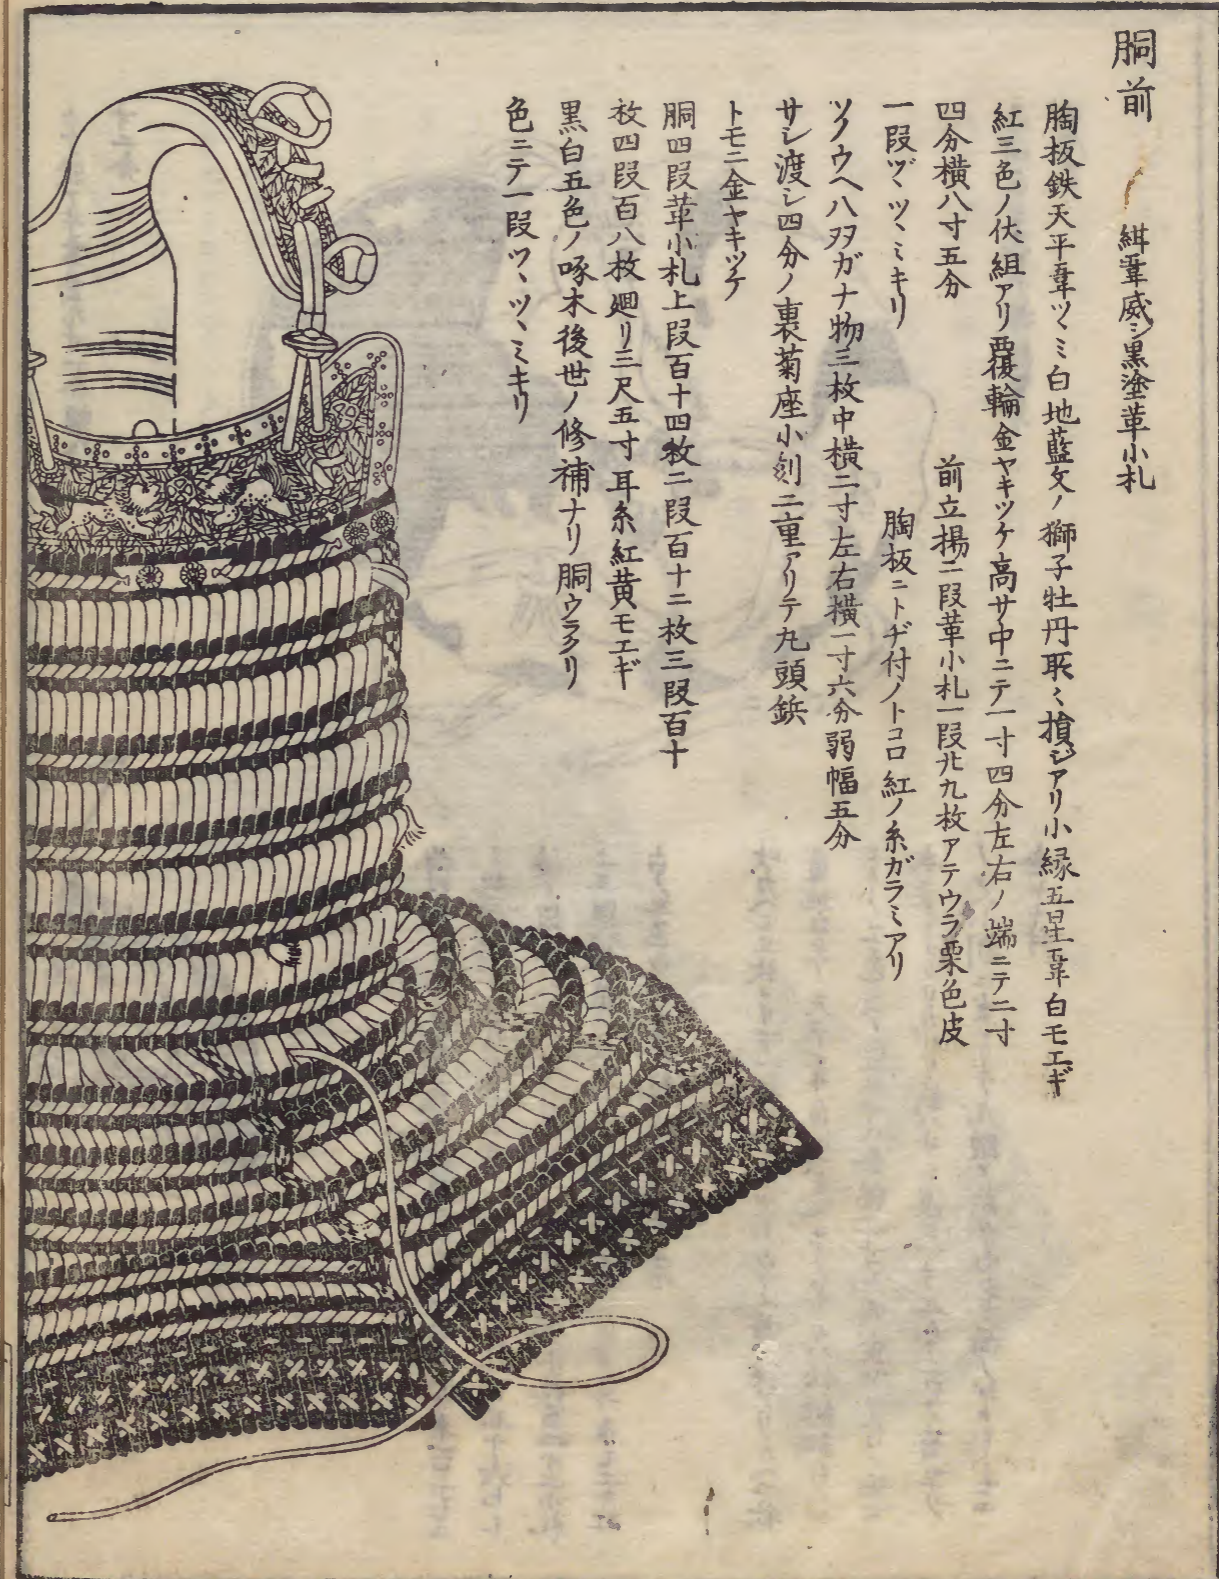 胴前
紺韋威シ黒塗革小札
胸板鉄天平韋ツヽミ白地藍文ノ獅子牡丹聊〻損ジアリ小縁五星韋白モエギ
紅三色ノ伏組アリ覆輪金ヤキツケ高サ中ニテ一寸四分左右ノ端ニテ二寸
四分横八寸五分
前立揚二段革小札一段廾九枚アテウラ栗色皮
一段ヅヽツヽミキリ
胸板ニトヂ付ノトコロ紅ノ糸ガラミアリ
ソノウヘ八双ガナ物三枚中横二寸左右横一寸六分弱幅五分
サシ渡シ四分ノ裏菊座小刻二重アリテ丸頭鋲
トモニ金ヤキツケ
胴四段革小札上段百十四枚二段百十二枚三段百十
枚四段百八枚廻リ三尺五寸耳糸紅黄モエギ
黒白五色ノ啄木後世ノ修補ナリ胴ウラクリ
色ニテ一段ツヽツヽミキリ